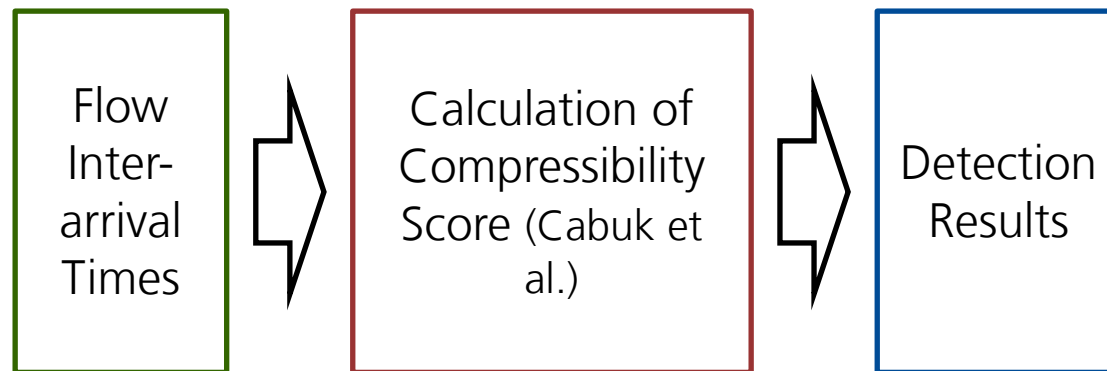 Flow
Inter-
arrival
Times
Calculation of
Compressibility
Score (Cabuk et
al.)
Detection
Results